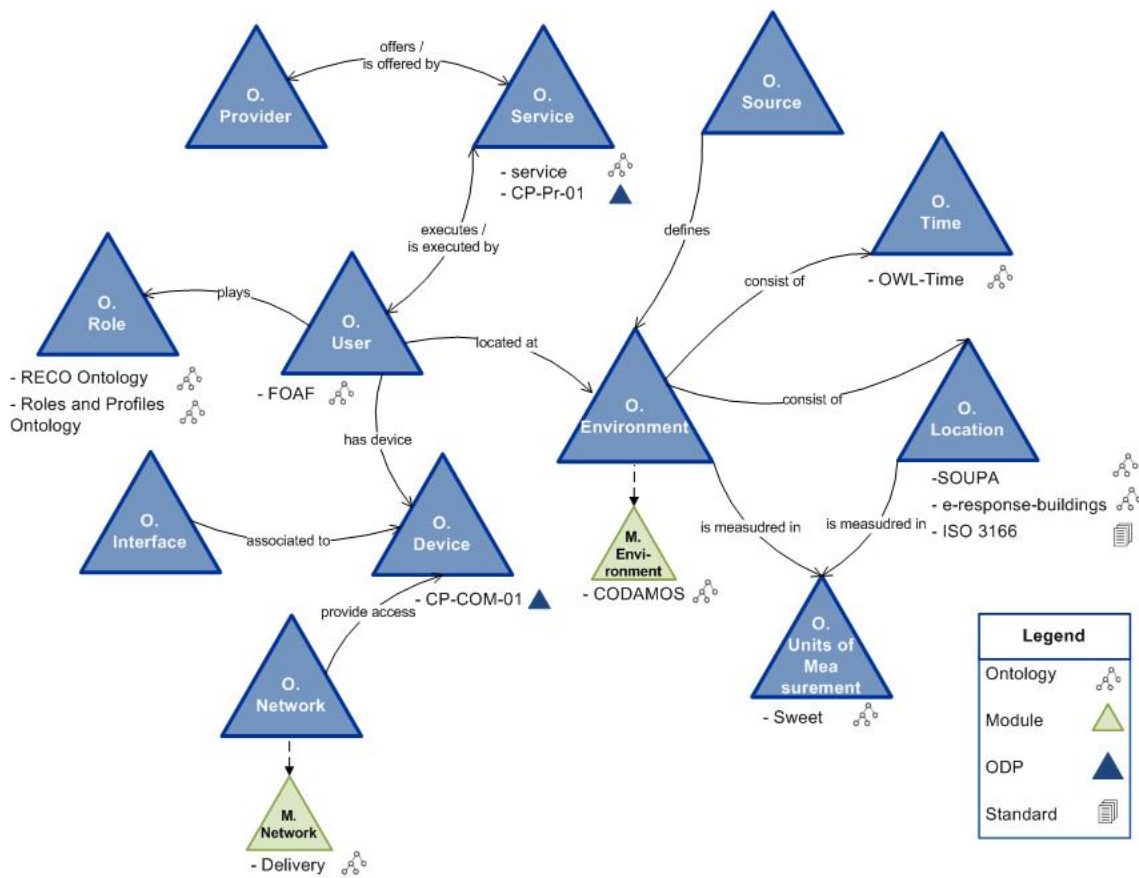 offers /
is offered by
O.
Provider
O.
Service
O.
Source
- service
- CP-Pr-01
O.
Time
- OWL-Time
executes /
is executed by
defines
consist of
plays
O.
Role
- RECO Ontology
- Roles and Profiles
Ontology
O.
User
- FOAF
located at
O.
Environment
consist of
O.
Location
-SOUPA
- e-response-buildings
- ISO 3166
has device
O.
Interface
associated to
O.
Device
- CP-COM-01
is measudred in
is measudred in
M.
Envi-
ronment
- CODAMOS
provide access
O.
Network
O.
Units of
Mea
surement
- Sweet
M.
Network
- Delivery
Legend
Ontology
Module
ODP
Standard